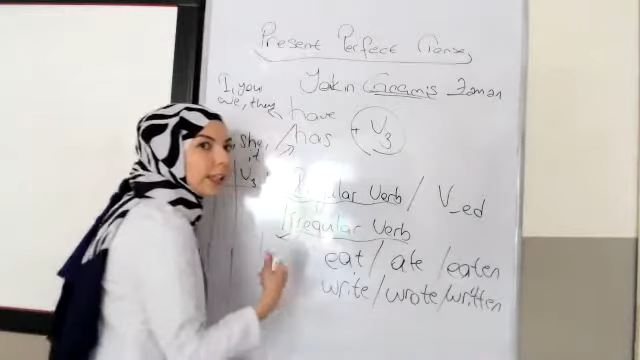 Present Perfect Tense
Yakın Geçmiş Zaman
I, you
we, they
have
she,
it
has
+ V3
V3
Regular Verb / V_ed
Irregular Verb
eat / ate / eaten
write / wrote / written